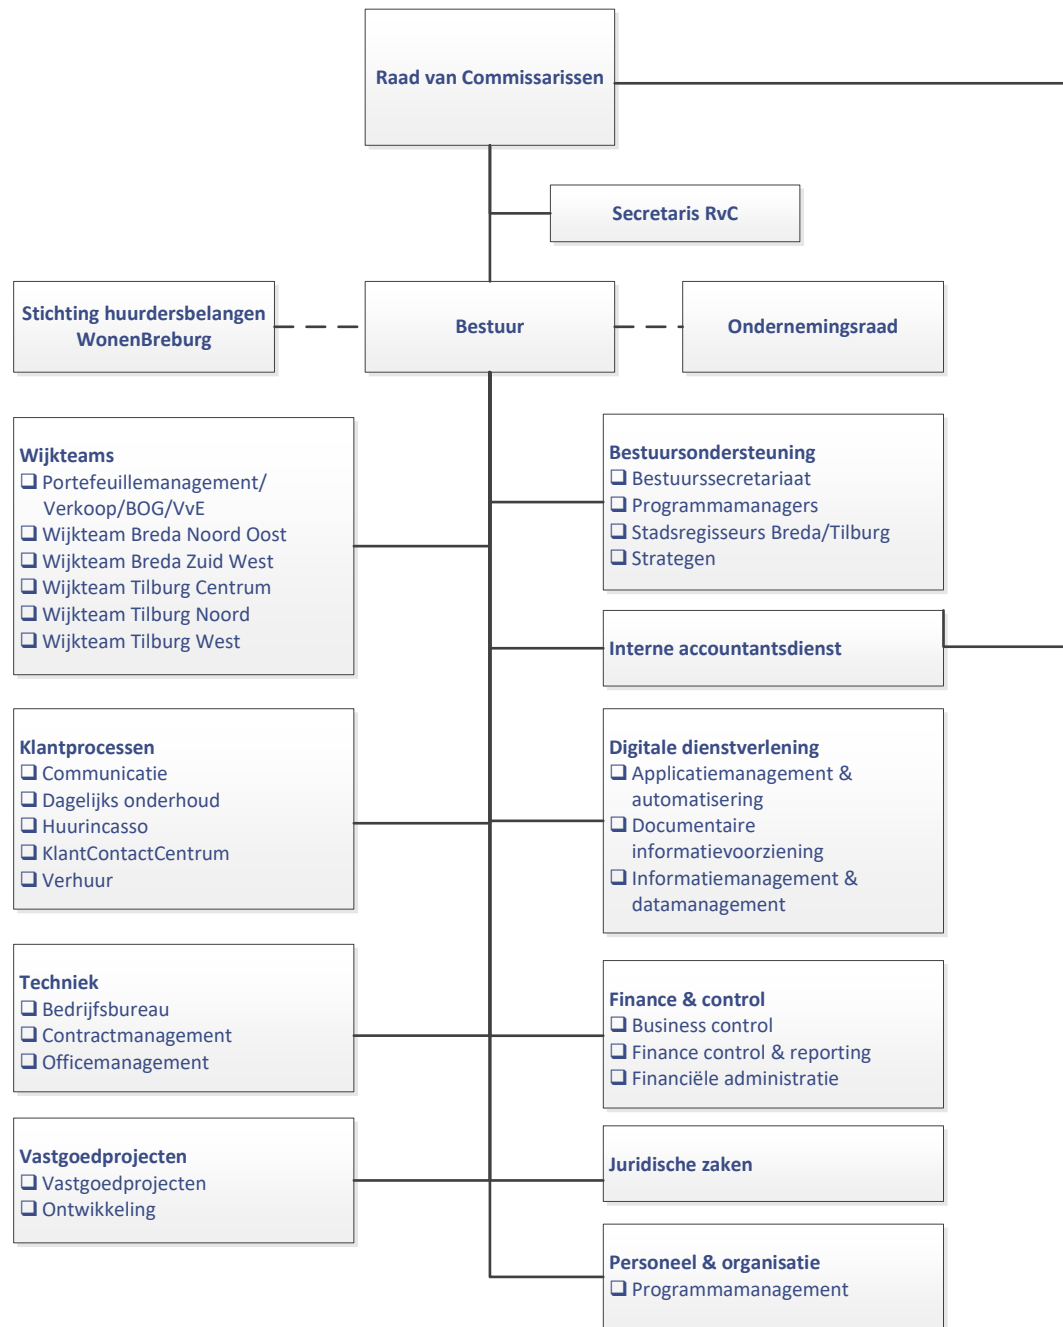 Raad van Commissarissen
Secretaris RvC
Stichting huurdersbelangen
WonenBreburg
Bestuur
Ondernemingsraad
Wijkteams
Portefeuillemanagement/
Verkoop/BOG/VvE
Wijkteam Breda Noord Oost
Wijkteam Breda Zuid West
Wijkteam Tilburg Centrum
Wijkteam Tilburg Noord
Wijkteam Tilburg West
Bestuursondersteuning
Bestuurssecretariaat
Programmamanagers
Stadsregisseurs Breda/Tilburg
Strategen
Interne accountantsdienst
Klantprocessen
Communicatie
Dagelijks onderhoud
Huurincasso
KlantContactCentrum
Verhuur
Digitale dienstverlening
Applicatiemanagement &
automatisering
Documentaire
informatievoorziening
Informatiemanagement &
datamanagement
Techniek
Bedrijfsbureau
Contractmanagement
Officemanagement
Finance & control
Business control
Finance control & reporting
Financiële administratie
Vastgoedprojecten
Vastgoedprojecten
Ontwikkeling
Juridische zaken
Personeel & organisatie
Programmamanagement